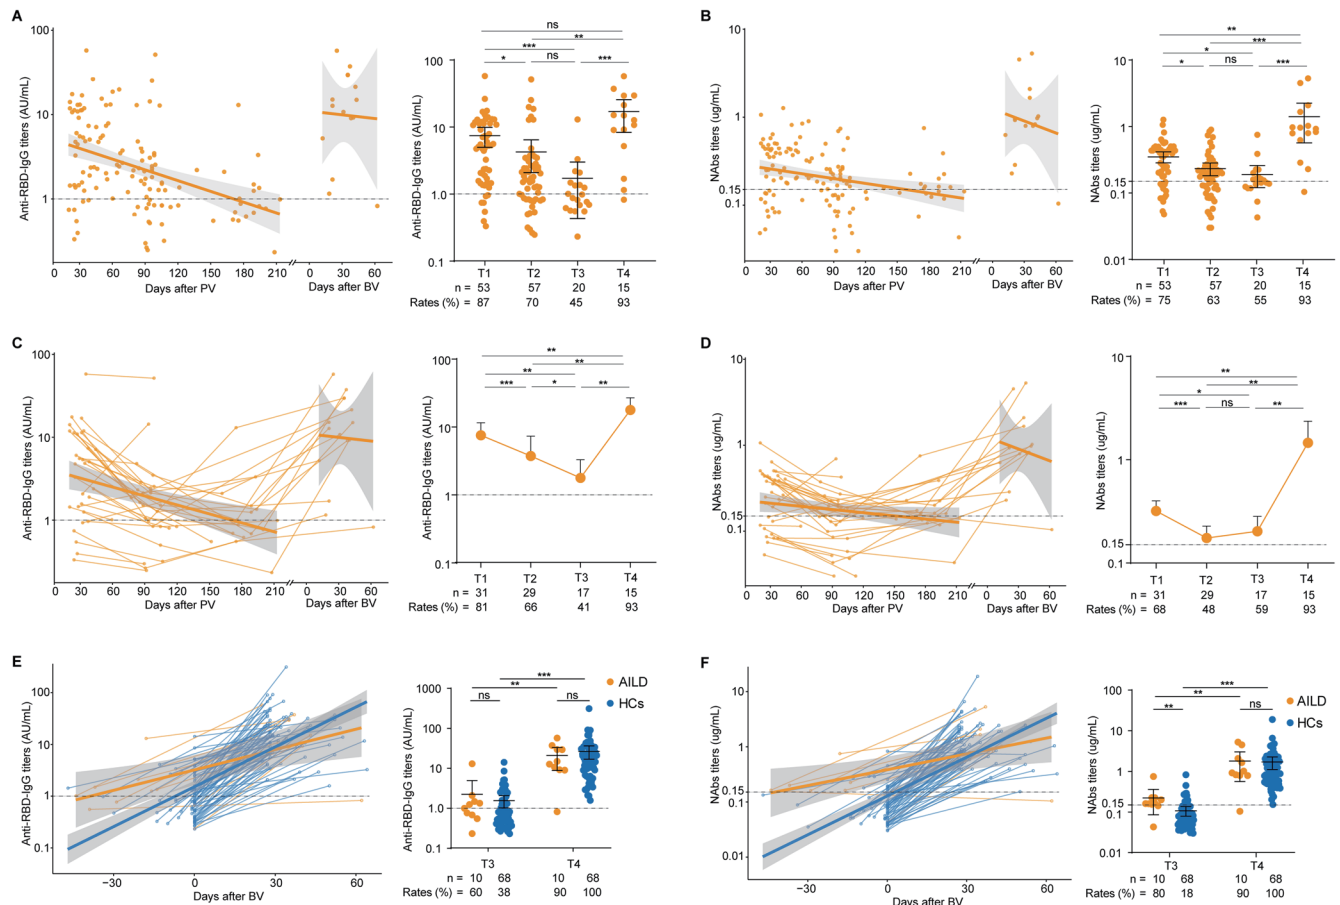 A
Anti-RBD-IgG titers (AU/mL)
100
10
1
0 30 60 90 120 150 180 210 // 0 30 60
Days after PV
Days after BV
Anti-RBD-IgG titers (AU/mL)
100
10
1.0
0.1
ns
**
***
* ns ***
T1 T2 T3 T4
n = 53 57 20 15
Rates (%) = 87 70 45 93
B
NAbs titers (ug/mL)
10
1
0.15
0.1
0 30 60 90 120 150 180 210 // 0 30 60
Days after PV
Days after BV
NAbs titers (ug/mL)
10
1
0.15
0.1
0.01
**
***
*
* ns ***
T1 T2 T3 T4
n = 53 57 20 15
Rates (%) = 75 63 55 93
C
Anti-RBD-IgG titers (AU/mL)
100
10
1
0 30 60 90 120 150 180 210 // 0 30 60
Days after PV
Days after BV
Anti-RBD-IgG titers (AU/mL)
100
10
1
0.1
**
**
**
*** * **
T1 T2 T3 T4
n = 31 29 17 15
Rates (%) = 81 66 41 93
D
NAbs titers (ug/mL)
10
1
0.15
0.1
0 30 60 90 120 150 180 210 // 0 30 60
Days after PV
Days after BV
NAbs titers (ug/mL)
10
1
0.15
0.1
**
**
*
*** ns **
T1 T2 T3 T4
n = 31 29 17 15
Rates (%) = 68 48 59 93
E
Anti-RBD-IgG titers (AU/mL)
100
10
1
0.1
−30 0 30 60
Days after BV
Anti-RBD-IgG titers (AU/mL)
1000
100
10
1.0
0.1
***
**
ns ns
AILD
HCs
T3 T4
n = 10 68 10 68
Rates (%) = 60 38 90 100
F
NAbs titers (ug/mL)
10
1
0.15
0.1
0.01
−30 0 30 60
Days after BV
NAbs titers (ug/mL)
100
10
1
0.15
0.1
0.01
***
**
** ns
AILD
HCs
T3 T4
n = 10 68 10 68
Rates (%) = 80 18 90 100